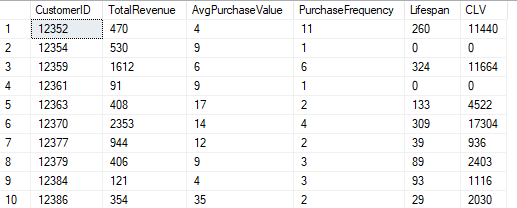 CustomerID TotalRevenue AvgPurchaseValue PurchaseFrequency Lifespan CLV
1 12352 470 4 11 260 11440
2 12354 530 9 1 0 0
3 12359 1612 6 6 324 11664
4 12361 91 9 1 0 0
5 12363 408 17 2 133 4522
6 12370 2353 14 4 309 17304
7 12377 944 12 2 39 936
8 12379 406 9 3 89 2403
9 12384 121 4 3 93 1116
10 12386 354 35 2 29 2030